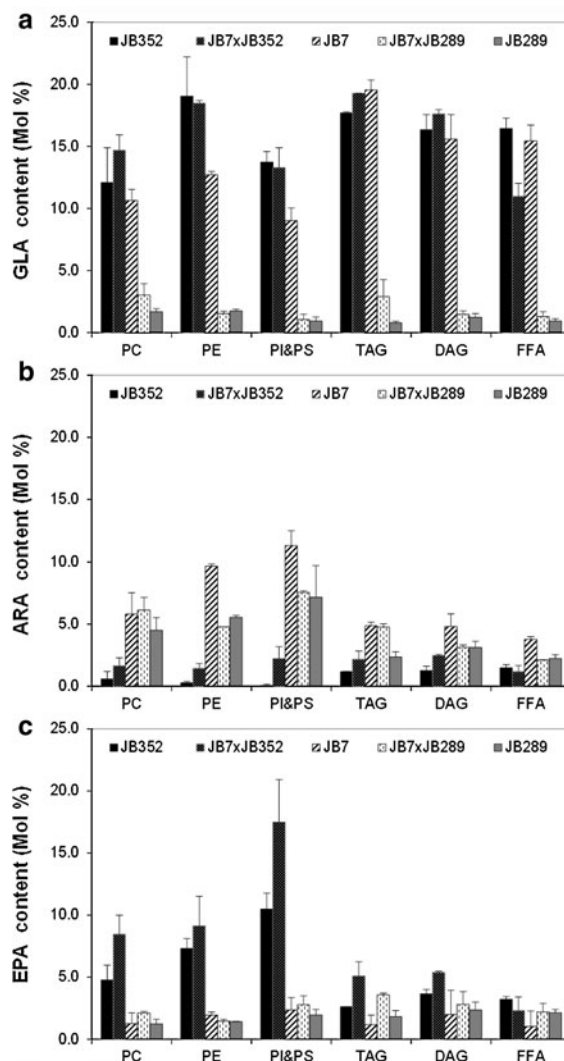 a
GLA content (Mol %)
JB352 JB7xJB352 JB7 JB7xJB289 JB289
25.0
20.0
15.0
10.0
5.0
0.0
PC PE PI&PS TAG DAG FFA
b
ARA content (Mol %)
JB352 JB7xJB352 JB7 JB7xJB289 JB289
25.0
20.0
15.0
10.0
5.0
0.0
PC PE PI&PS TAG DAG FFA
c
EPA content (Mol %)
JB352 JB7xJB352 JB7 JB7xJB289 JB289
25.0
20.0
15.0
10.0
5.0
0.0
PC PE PI&PS TAG DAG FFA